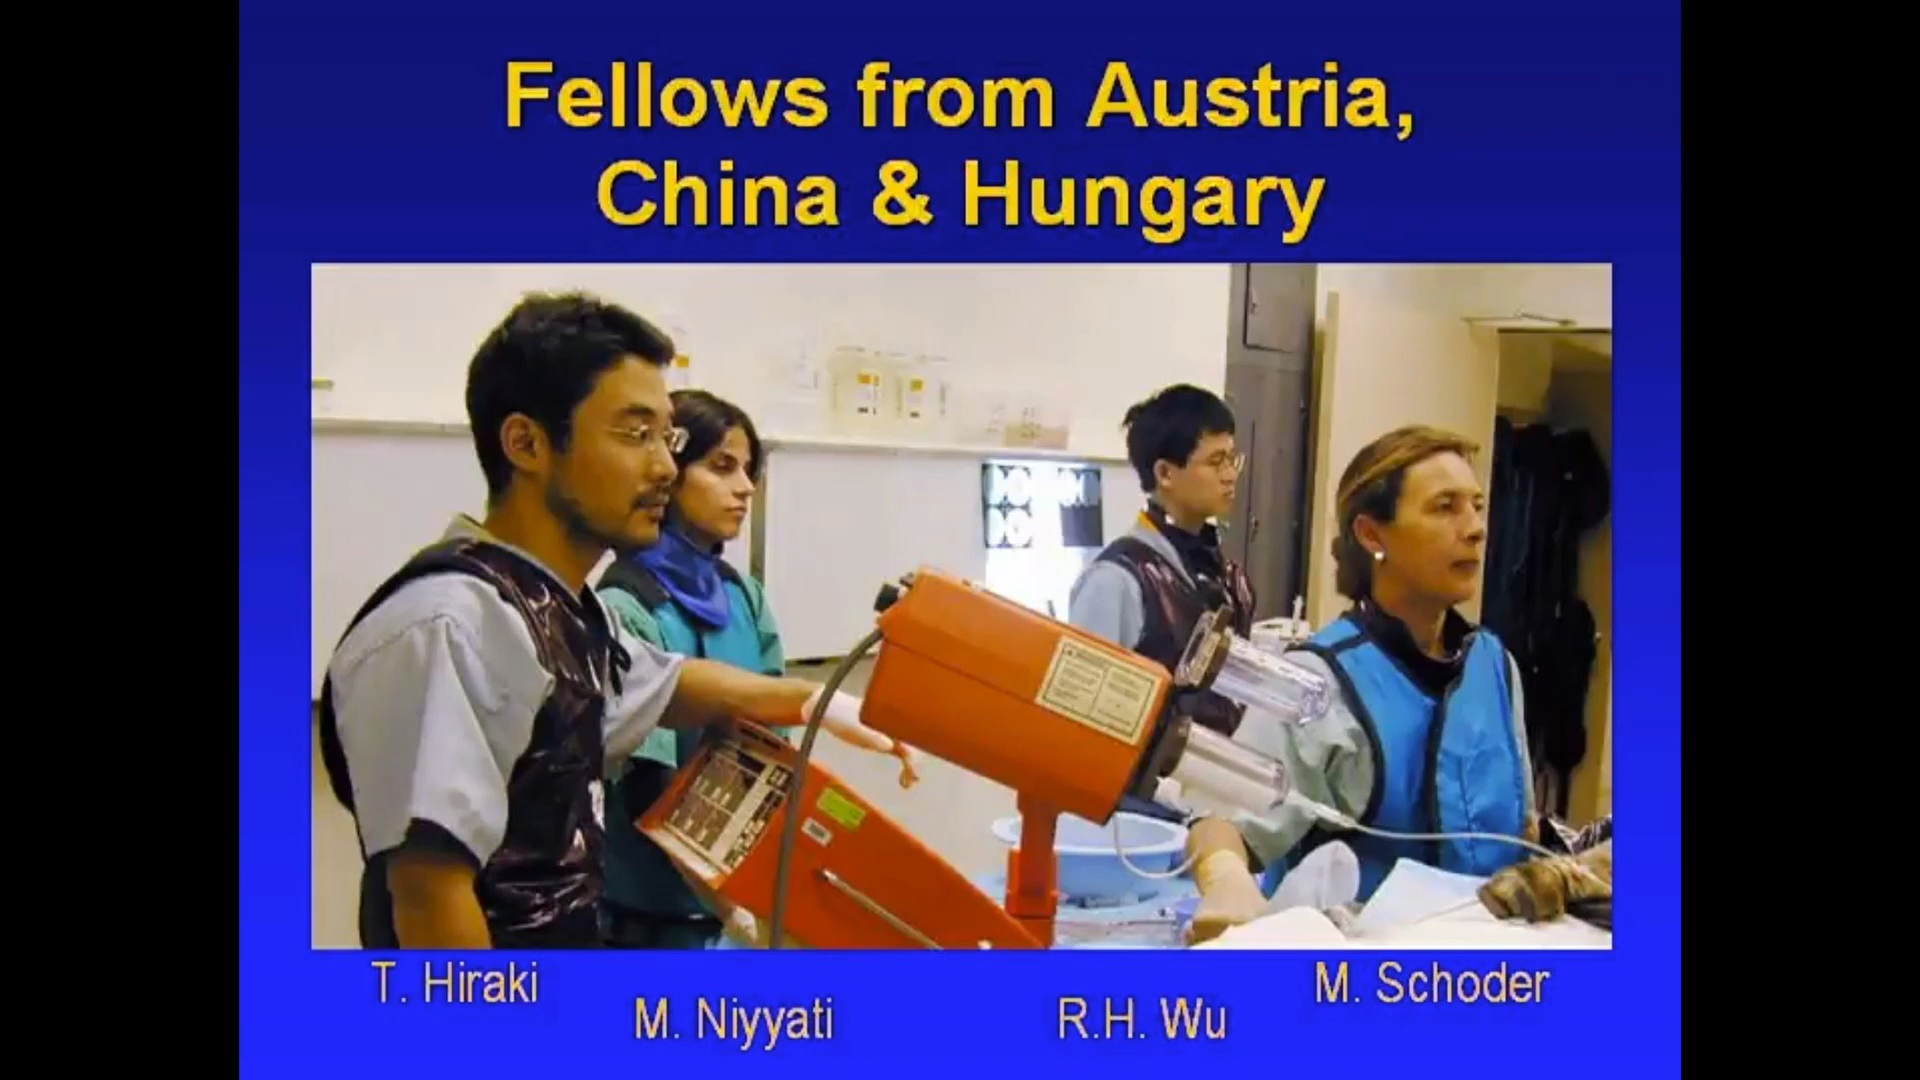 Fellows from Austria,
China & Hungary
T. Hiraki
M. Niyyati
R.H. Wu
M. Schoder